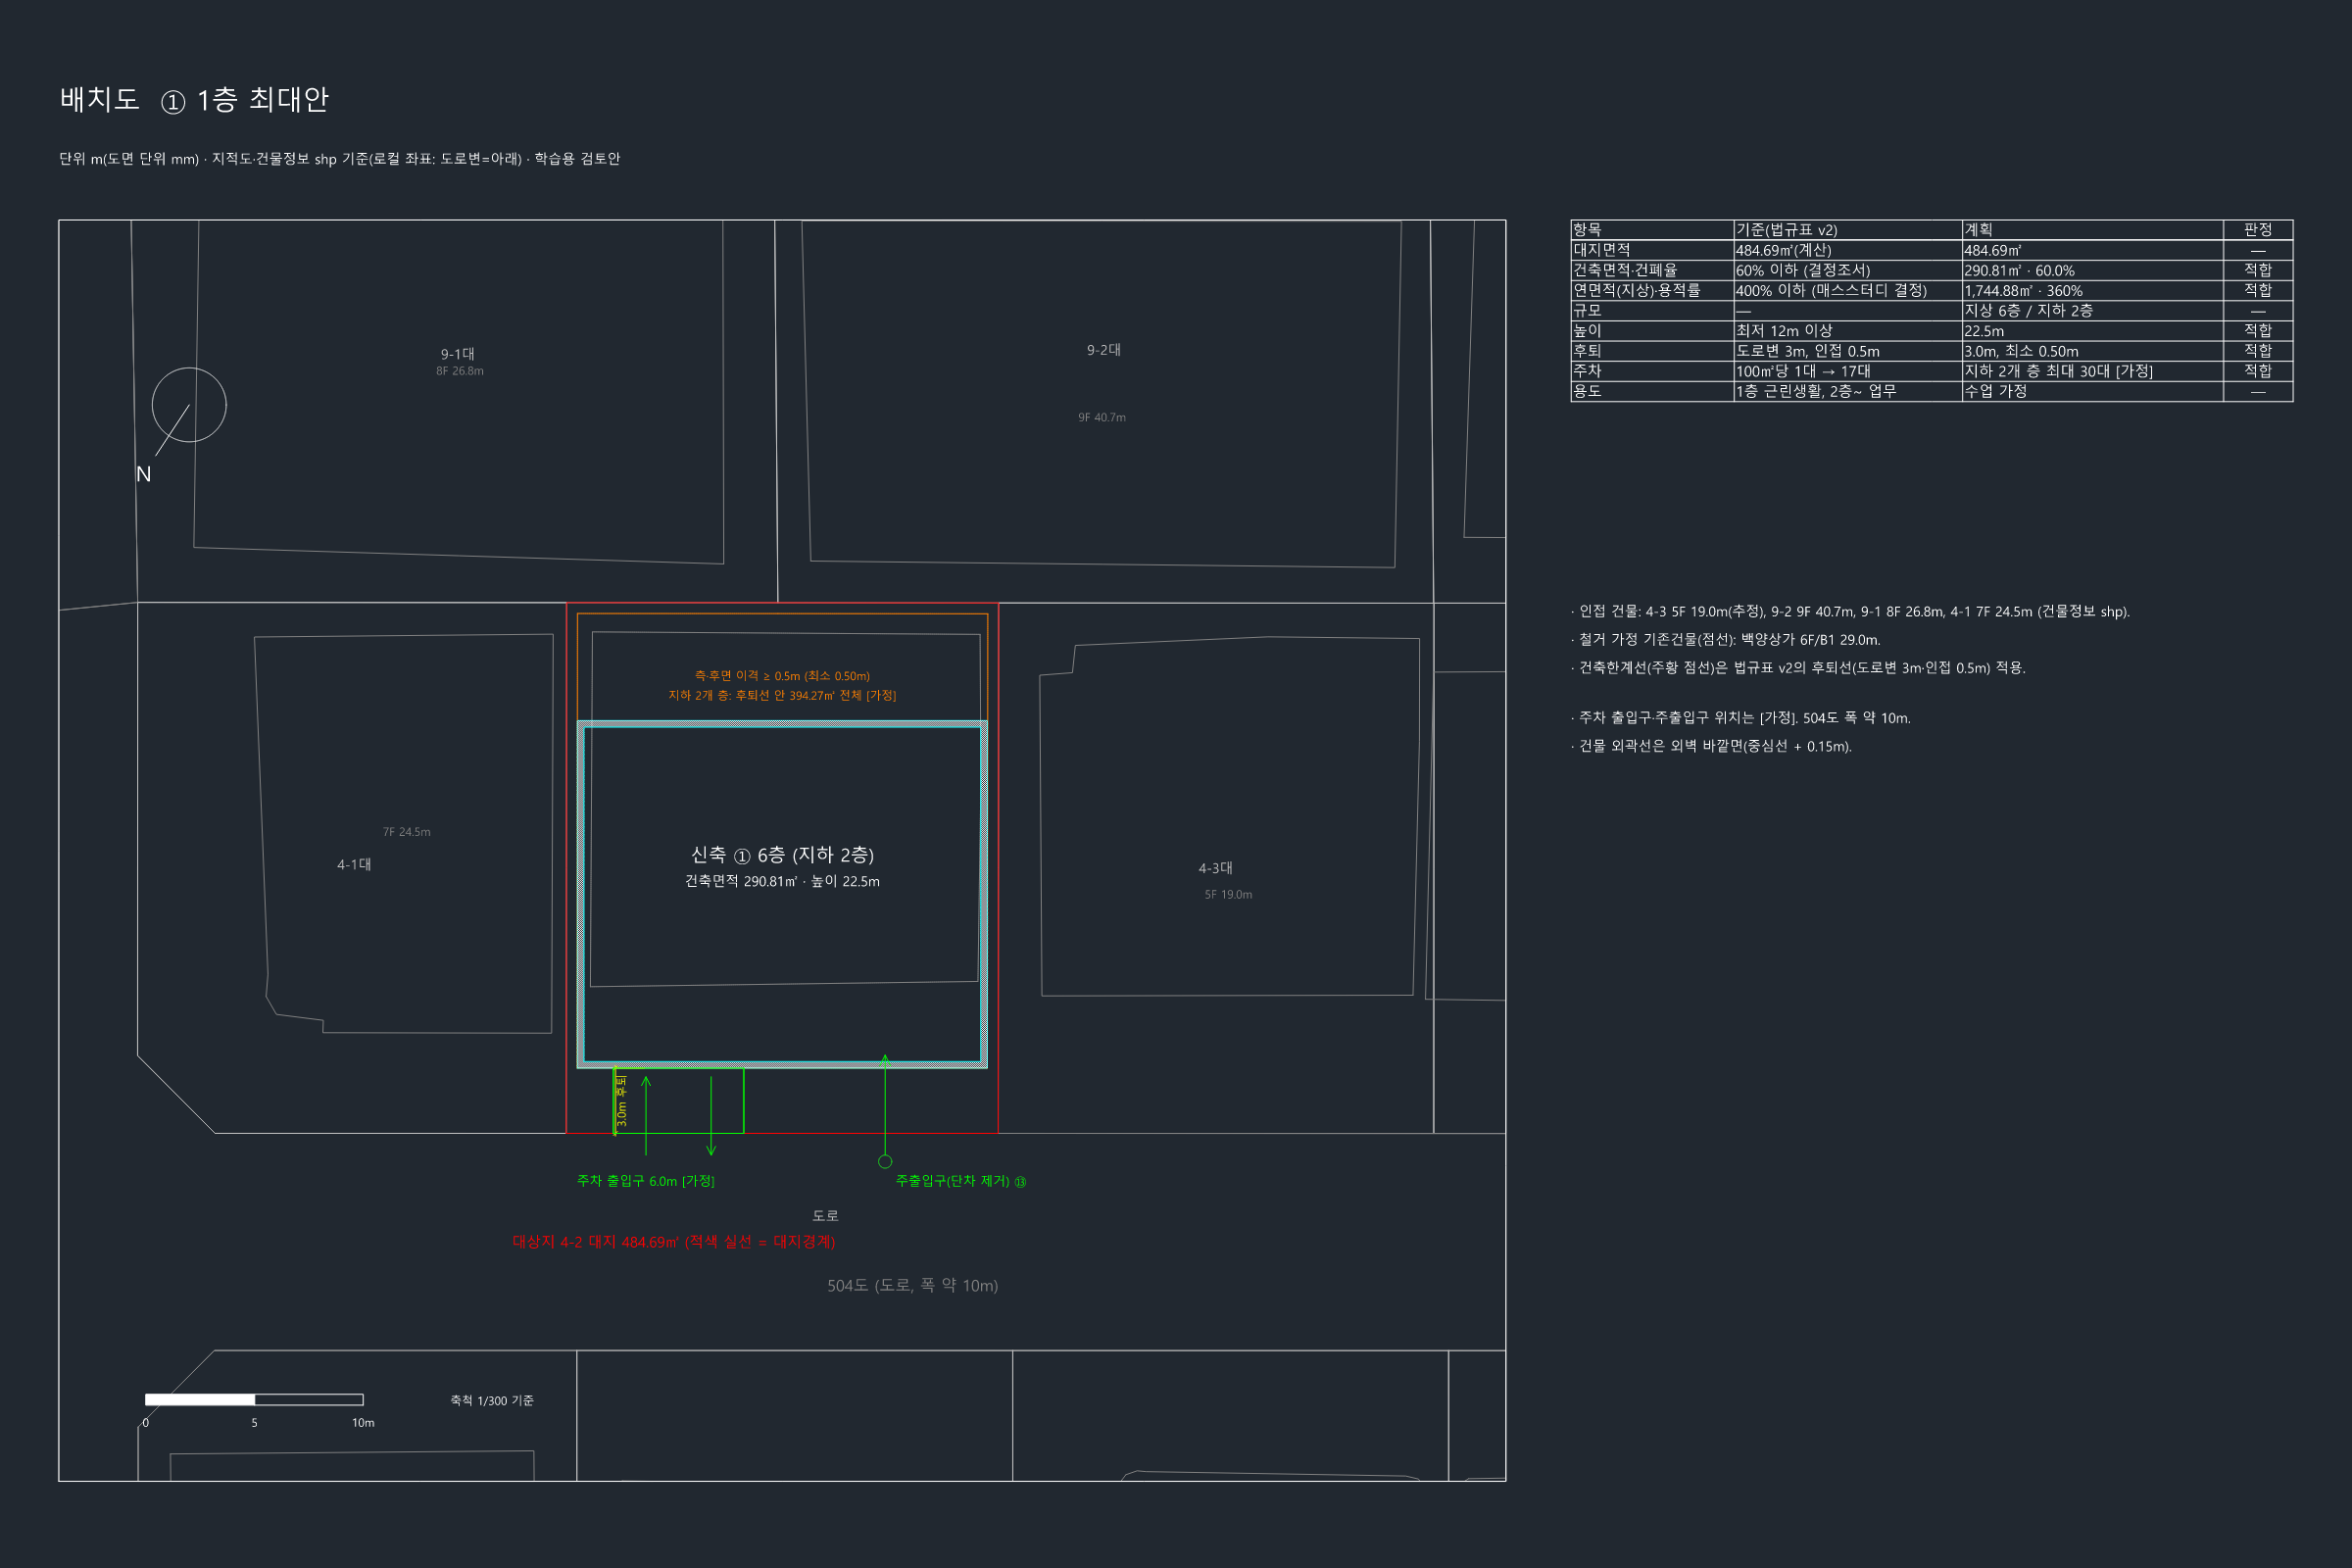 배치도 ① 1층 최대안
단위 m(도면 단위 mm) · 지적도·건물정보 shp 기준(로컬 좌표: 도로변=아래) · 학습용 검토안
항목 기준(법규표 v2) 계획 판정
대지면적 484.69㎡(계산) 484.69㎡ —
건축면적·건폐율 60% 이하 (결정조서) 290.81㎡ · 60.0% 적합
연면적(지상)·용적률 400% 이하 (매스스터디 결정) 1,744.88㎡ · 360% 적합
규모 — 지상 6층 / 지하 2층 —
높이 최저 12m 이상 22.5m 적합
후퇴 도로변 3m, 인접 0.5m 3.0m, 최소 0.50m 적합
주차 100㎡당 1대 → 17대 지하 2개 층 최대 30대 [가정] 적합
용도 1층 근린생활, 2층~ 업무 수업 가정 —
9-1대
8F 26.8m
9-2대
9F 40.7m
N
· 인접 건물: 4-3 5F 19.0m(추정), 9-2 9F 40.7m, 9-1 8F 26.8m, 4-1 7F 24.5m (건물정보 shp).
· 철거 가정 기존건물(점선): 백양상가 6F/B1 29.0m.
· 건축한계선(주황 점선)은 법규표 v2의 후퇴선(도로변 3m·인접 0.5m) 적용.
· 주차 출입구·주출입구 위치는 [가정]. 504도 폭 약 10m.
· 건물 외곽선은 외벽 바깥면(중심선 + 0.15m).
측·후면 이격 ≥ 0.5m (최소 0.50m)
지하 2개 층: 후퇴선 안 394.27㎡ 전체 [가정]
7F 24.5m
4-1대
신축 ① 6층 (지하 2층)
건축면적 290.81㎡ · 높이 22.5m
4-3대
5F 19.0m
3.0m 후퇴
주차 출입구 6.0m [가정]
주출입구(단차 제거) ⑬
도로
대상지 4-2 대지 484.69㎡ (적색 실선 = 대지경계)
504도 (도로, 폭 약 10m)
축척 1/300 기준
0 5 10m